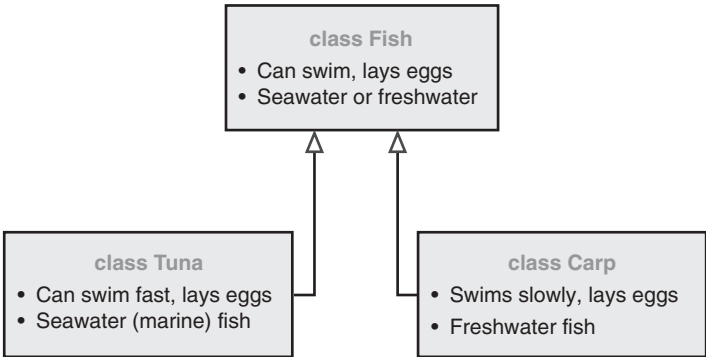 class Fish
• Can swim, lays eggs
• Seawater or freshwater
class Tuna
• Can swim fast, lays eggs
• Seawater (marine) fish
class Carp
• Swims slowly, lays eggs
• Freshwater fish